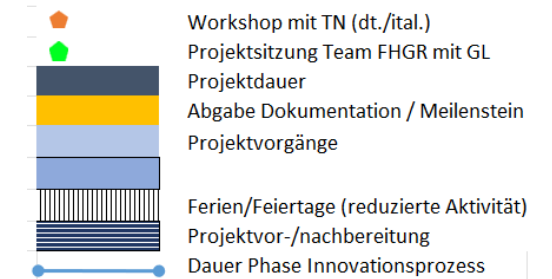 Workshop mit TN (dt./ital.)
Projektsitzung Team FHGR mit GL
Projektdauer
Abgabe Dokumentation / Meilenstein
Projektvorgänge
Ferien/Feiertage (reduzierte Aktivität)
Projektvor-/nachbereitung
Dauer Phase Innovationsprozess